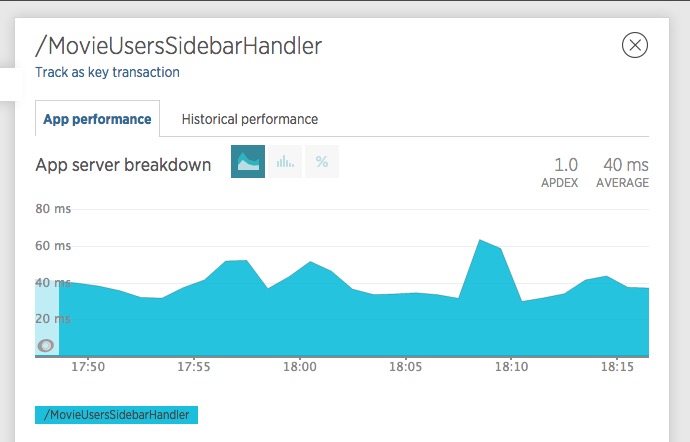 /MovieUsersSidebarHandler
Track as key transaction
App performance Historical performance
App server breakdown % 1.0 40 ms
APDEX AVERAGE
80 ms
60 ms
40 ms
20 ms
17:50 17:55 18:00 18:05 18:10 18:15
/MovieUsersSidebarHandler